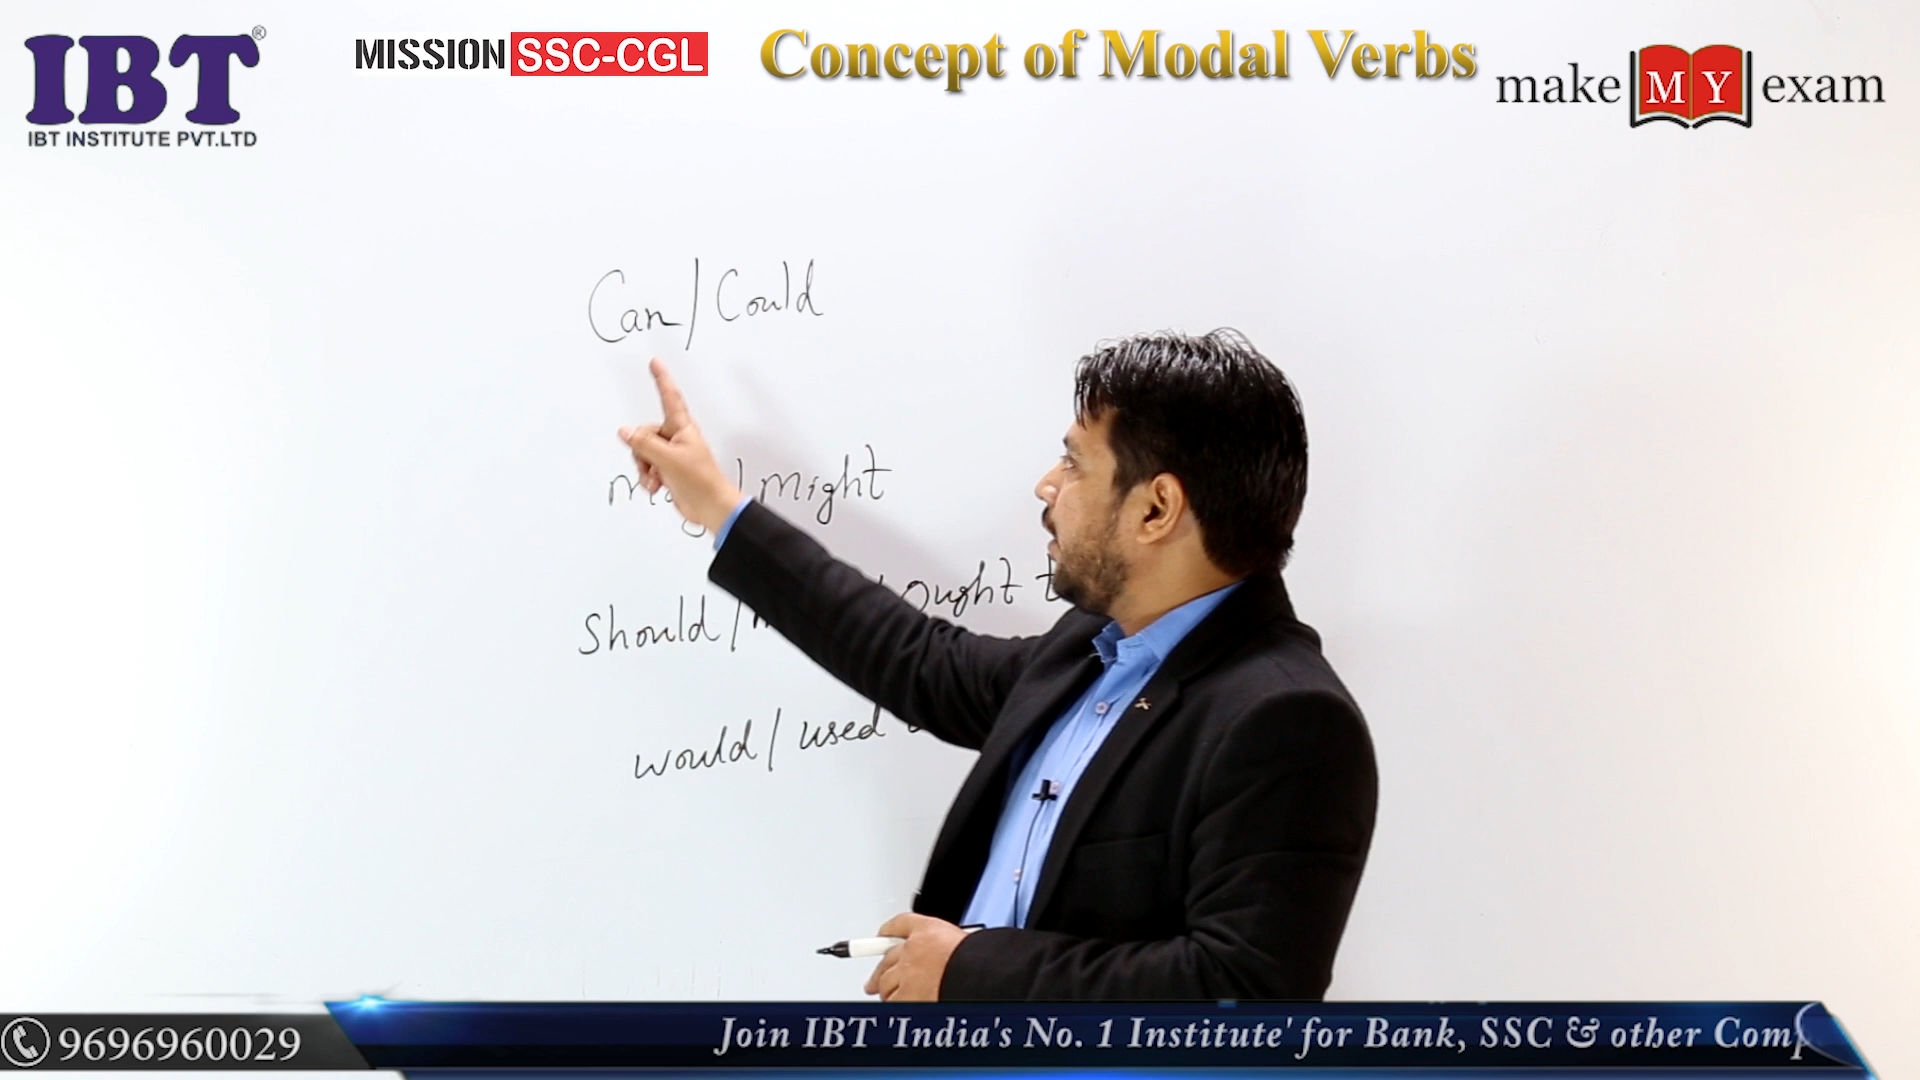 IBT®
IBT INSTITUTE PVT.LTD
MISSION SSC-CGL
Concept of Modal Verbs
make MY exam
Can/Could
/might
Should/ ought
would/used
9696960029
Join IBT 'India's No. 1 Institute' for Bank, SSC & other